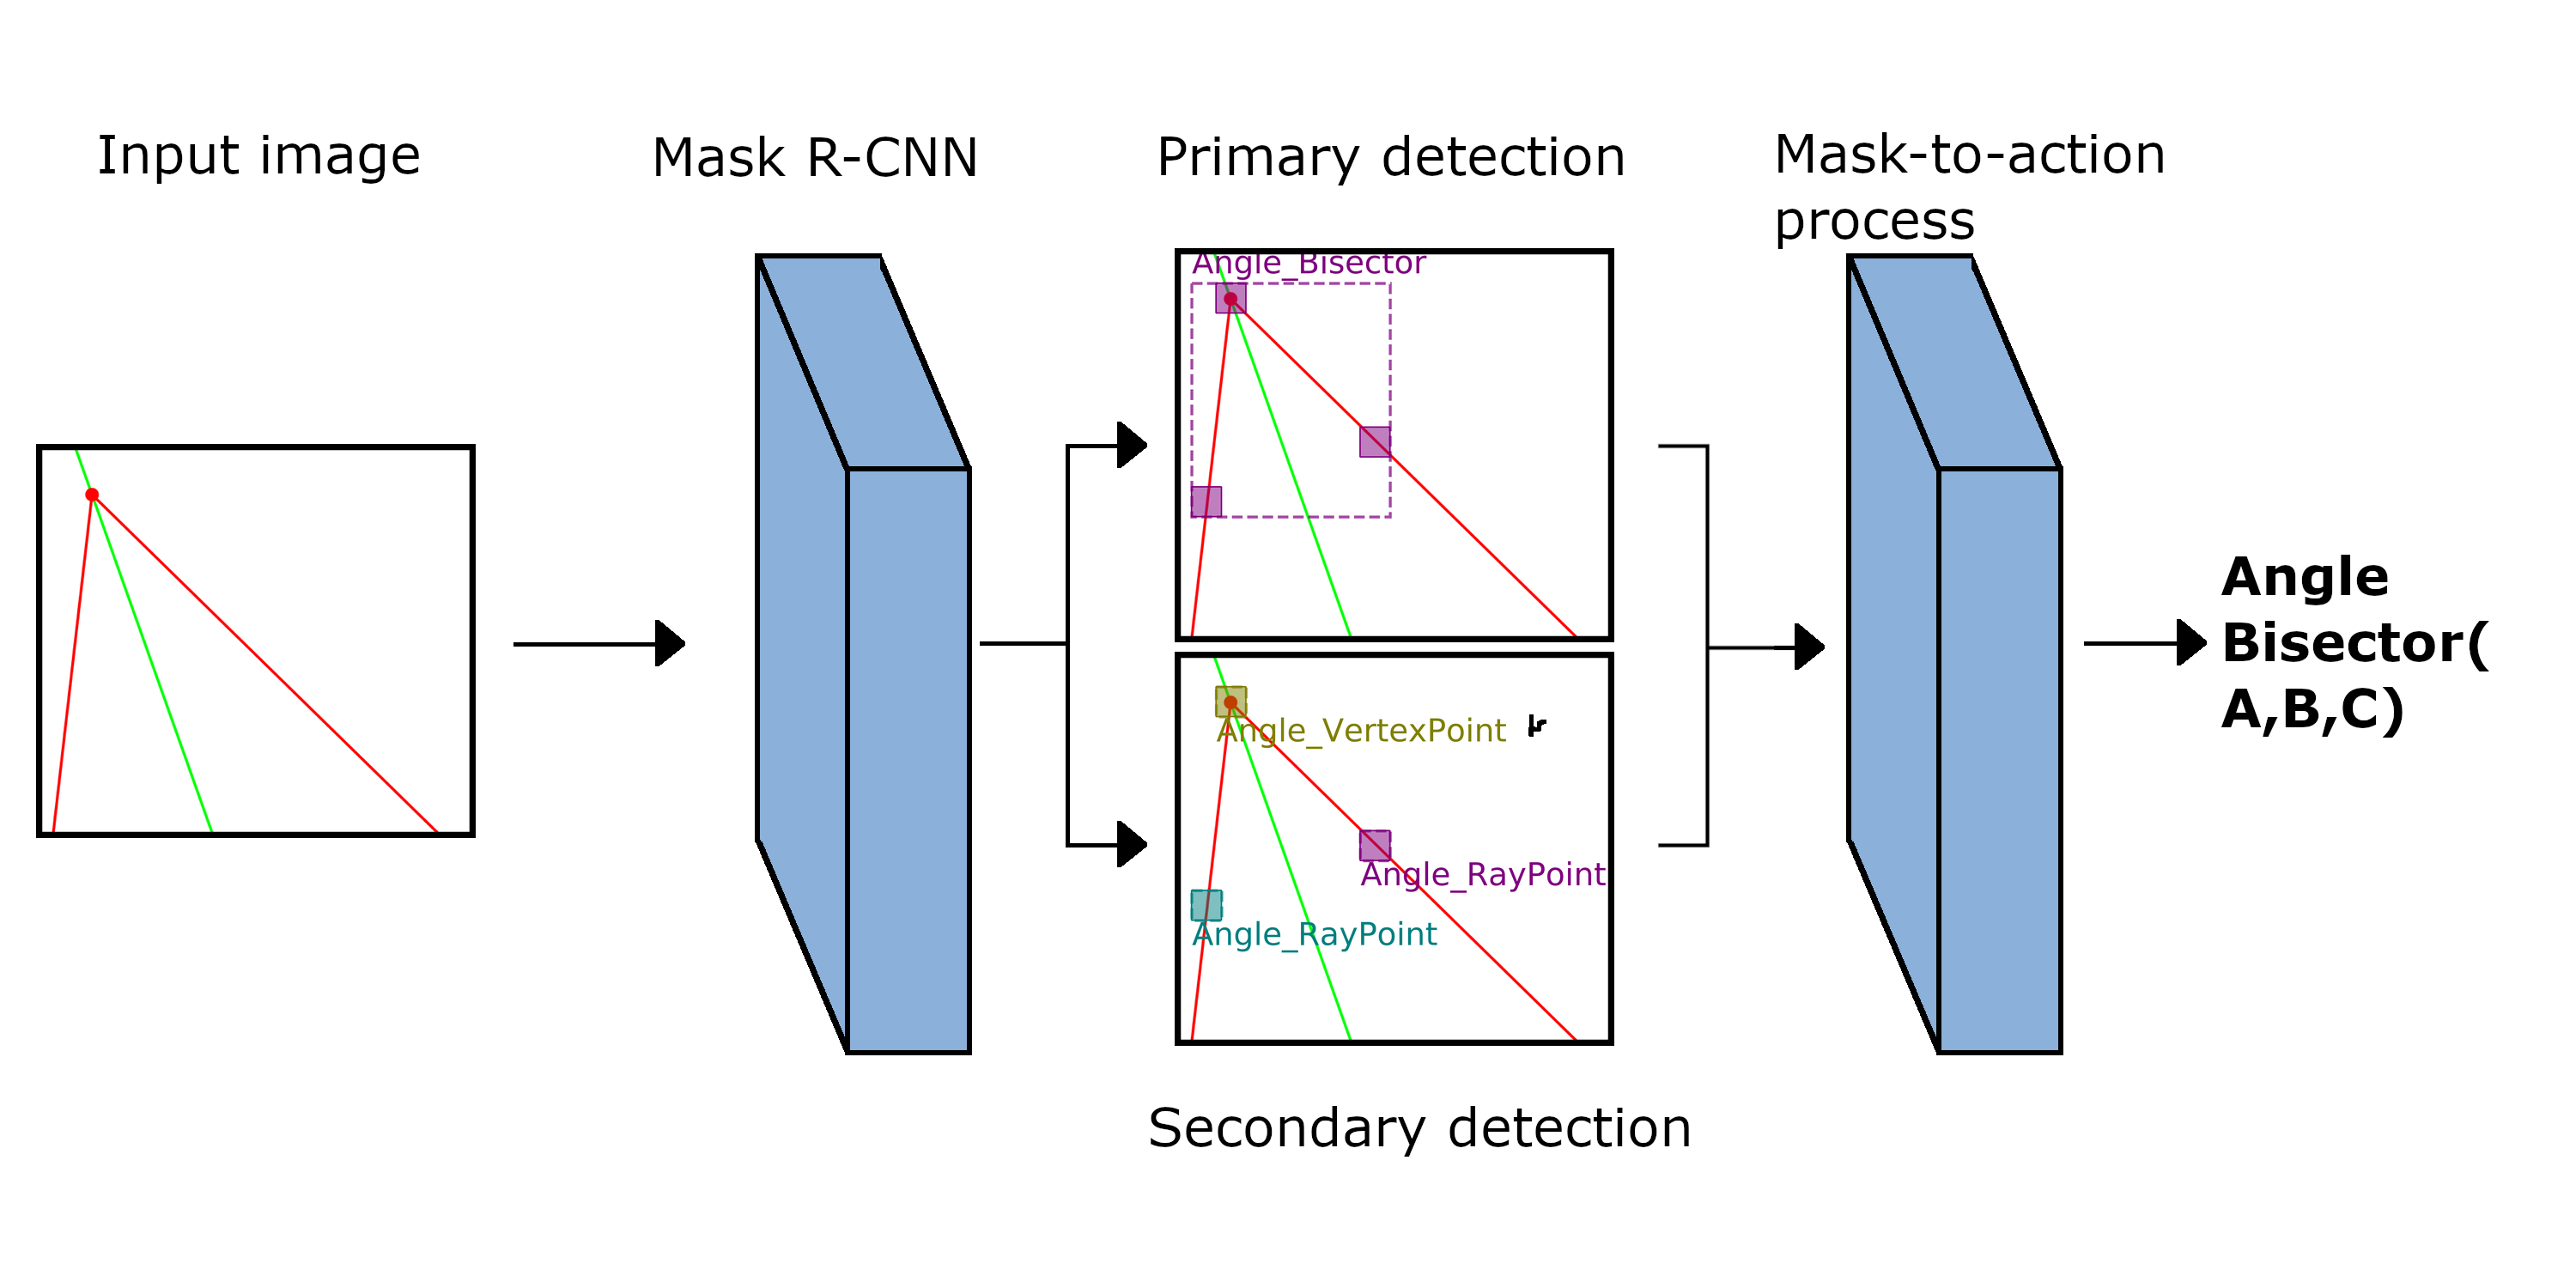 Input image
Mask R-CNN
Primary detection
Mask-to-action
process
Angle_Bisector
Angle_VertexPoint
Angle_RayPoint
Angle_RayPoint
Secondary detection
Angle
Bisector(
A,B,C)